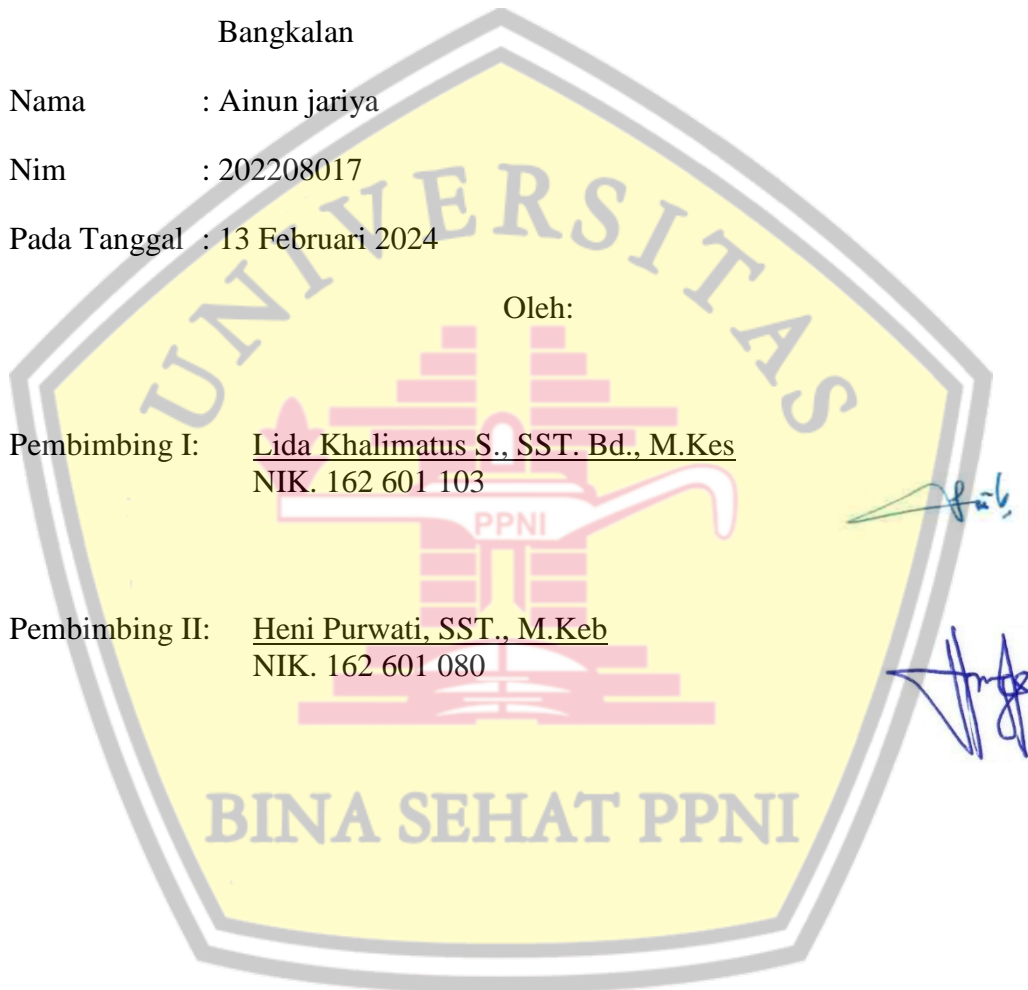 Bangkalan
Nama : Ainun jariya
Nim : 202208017
Pada Tanggal : 13 Februari 2024
UNIVERSITAS
Oleh:
Pembimbing I: Lida Khalimatus S., SST. Bd., M.Kes
NIK. 162 601 103
PPNI
Pembimbing II: Heni Purwati, SST., M.Keb
NIK. 162 601 080
BINA SEHAT PPNI